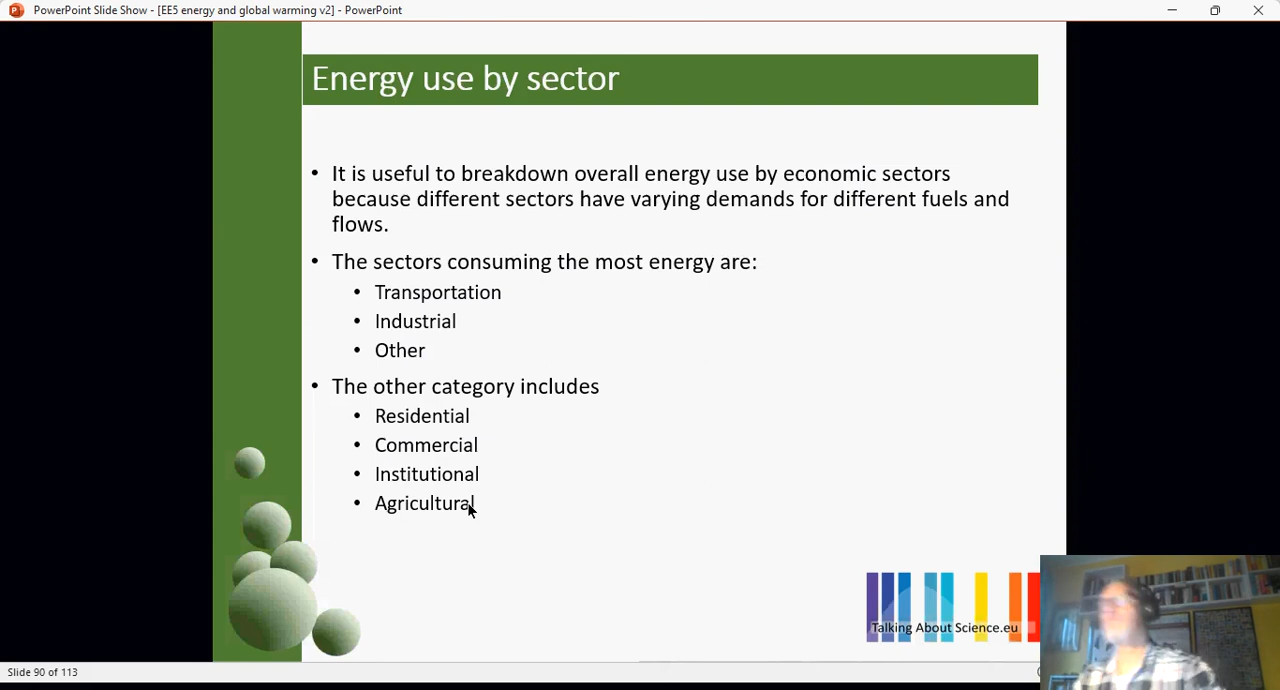 PowerPoint Slide Show - [EE5 energy and global warming v2] - PowerPoint
Energy use by sector
• It is useful to breakdown overall energy use by economic sectors
because different sectors have varying demands for different fuels and
flows.
• The sectors consuming the most energy are:
• Transportation
• Industrial
• Other
• The other category includes
• Residential
• Commercial
• Institutional
• Agricultural
Talking About Science.eu
Slide 90 of 113